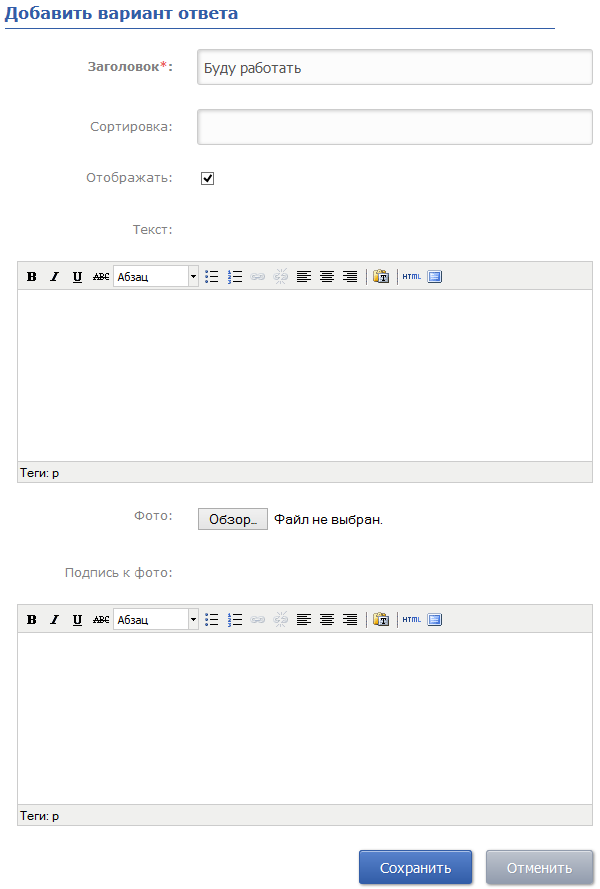 Добавить вариант ответа
Заголовок*: Буду работать
Сортировка:
Отображать:
Текст:
B I U ABC Абзац HTML
Теги: p
Фото: Обзор... Файл не выбран.
Подпись к фото:
B I U ABC Абзац HTML
Теги: p
Сохранить Отменить